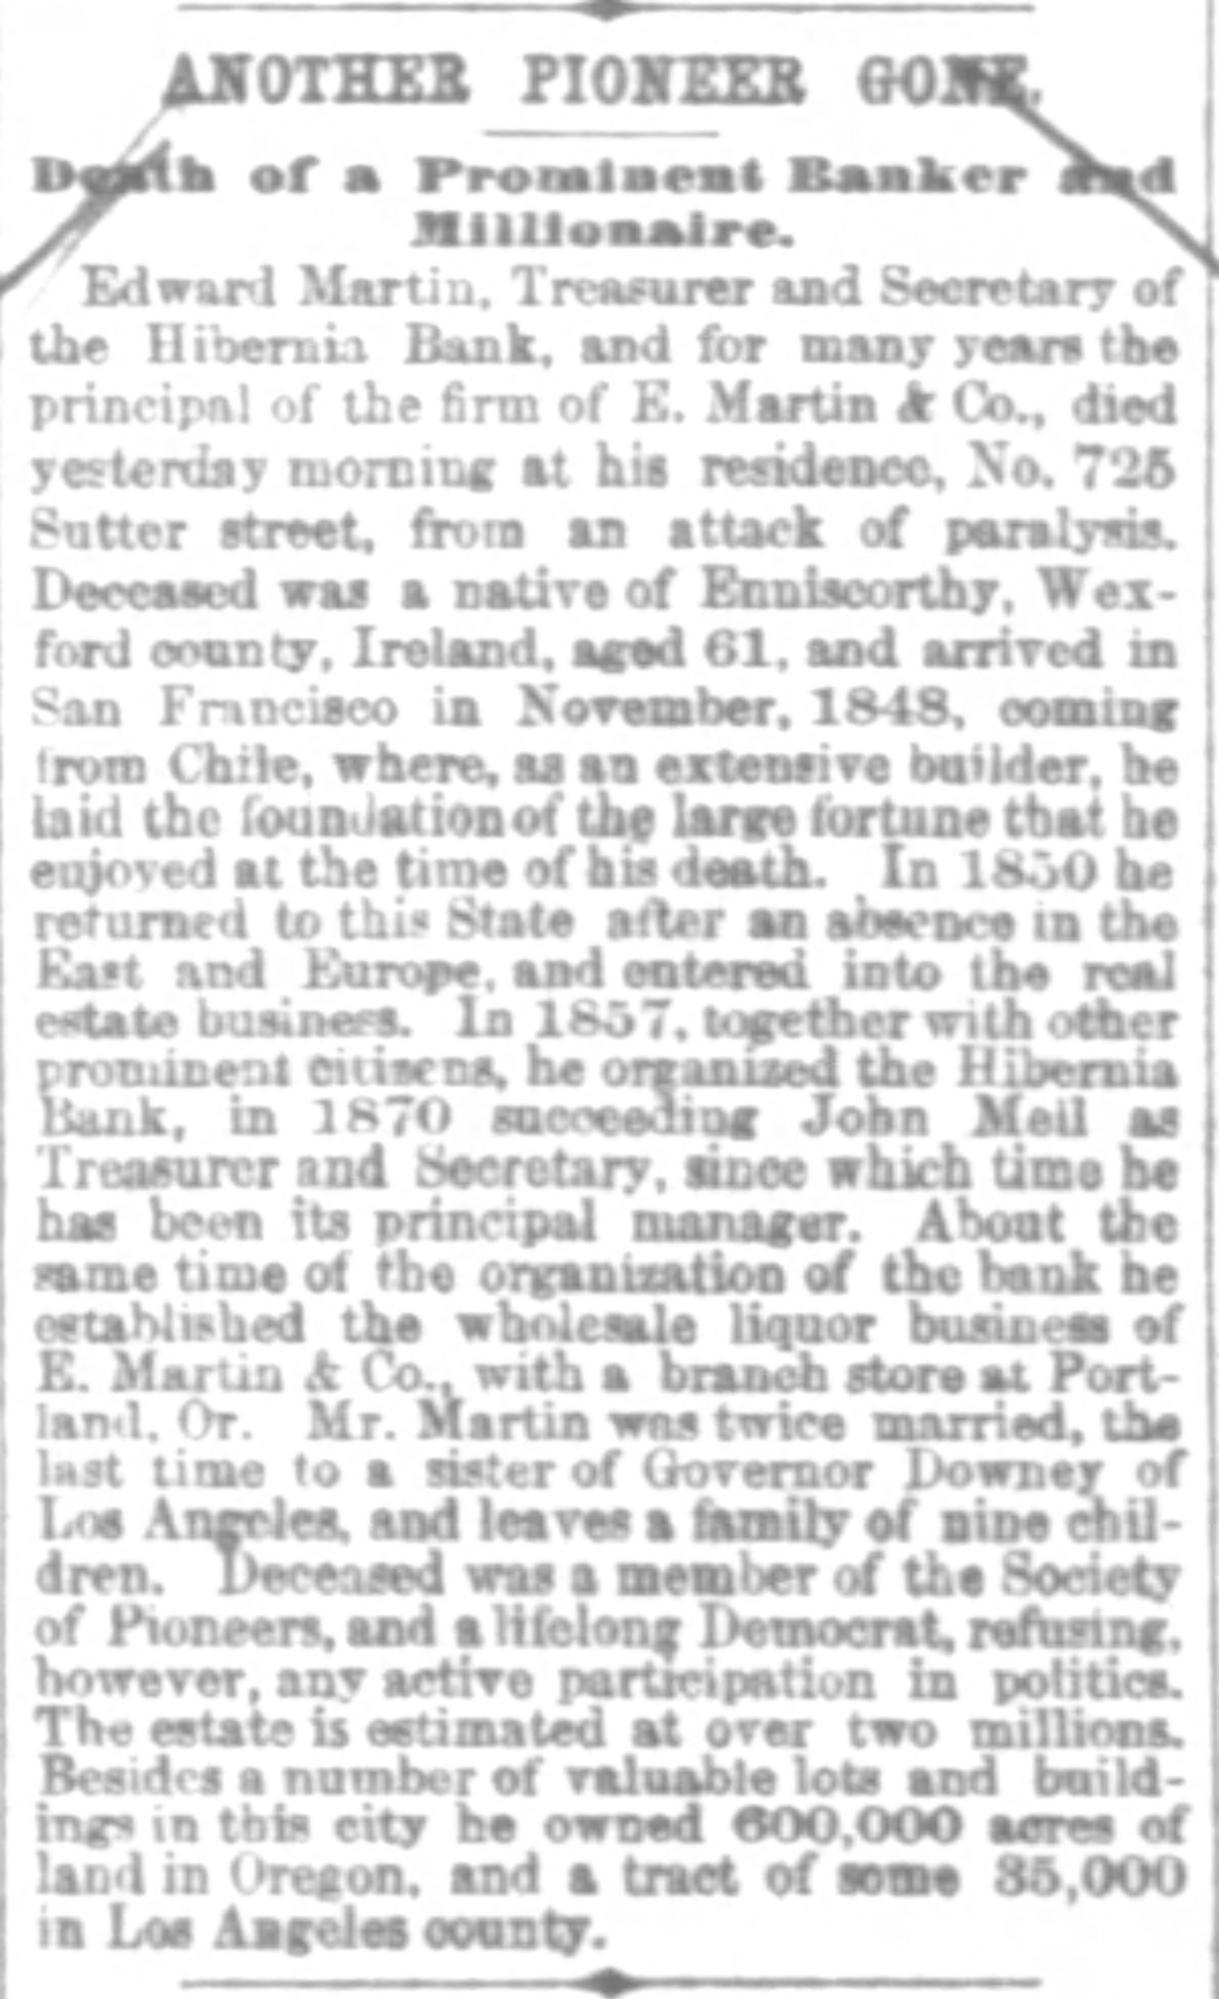 ANOTHER PIONEER GONE.
Death of a Prominent Banker and
Millionaire.
Edward Martin, Treasurer and Secretary of
the Hibernia Bank, and for many years the
principal of the firm of E. Martin & Co., died
yesterday morning at his residence, No. 725
Sutter street, from an attack of paralysis.
Deceased was a native of Enniscorthy, Wex-
ford county, Ireland, aged 61, and arrived in
San Francisco in November, 1848, coming
from Chile, where, as an extensive builder, he
laid the foundation of the large fortune that he
enjoyed at the time of his death. In 1850 he
returned to this State after an absence in the
East and Europe, and entered into the real
estate business. In 1857, together with other
prominent citizens, he organized the Hibernia
Bank, in 1870 succeeding John Meil as
Treasurer and Secretary, since which time he
has been its principal manager. About the
same time of the organization of the bank he
established the wholesale liquor business of
E. Martin & Co., with a branch store at Port-
land, Or. Mr. Martin was twice married, the
last time to a sister of Governor Downey of
Los Angeles, and leaves a family of nine chil-
dren. Deceased was a member of the Society
of Pioneers, and a lifelong Democrat, refusing,
however, any active participation in politics.
The estate is estimated at over two millions.
Besides a number of valuable lots and build-
ings in this city he owned 600,000 acres of
land in Oregon, and a tract of some 35,000
in Los Angeles county.